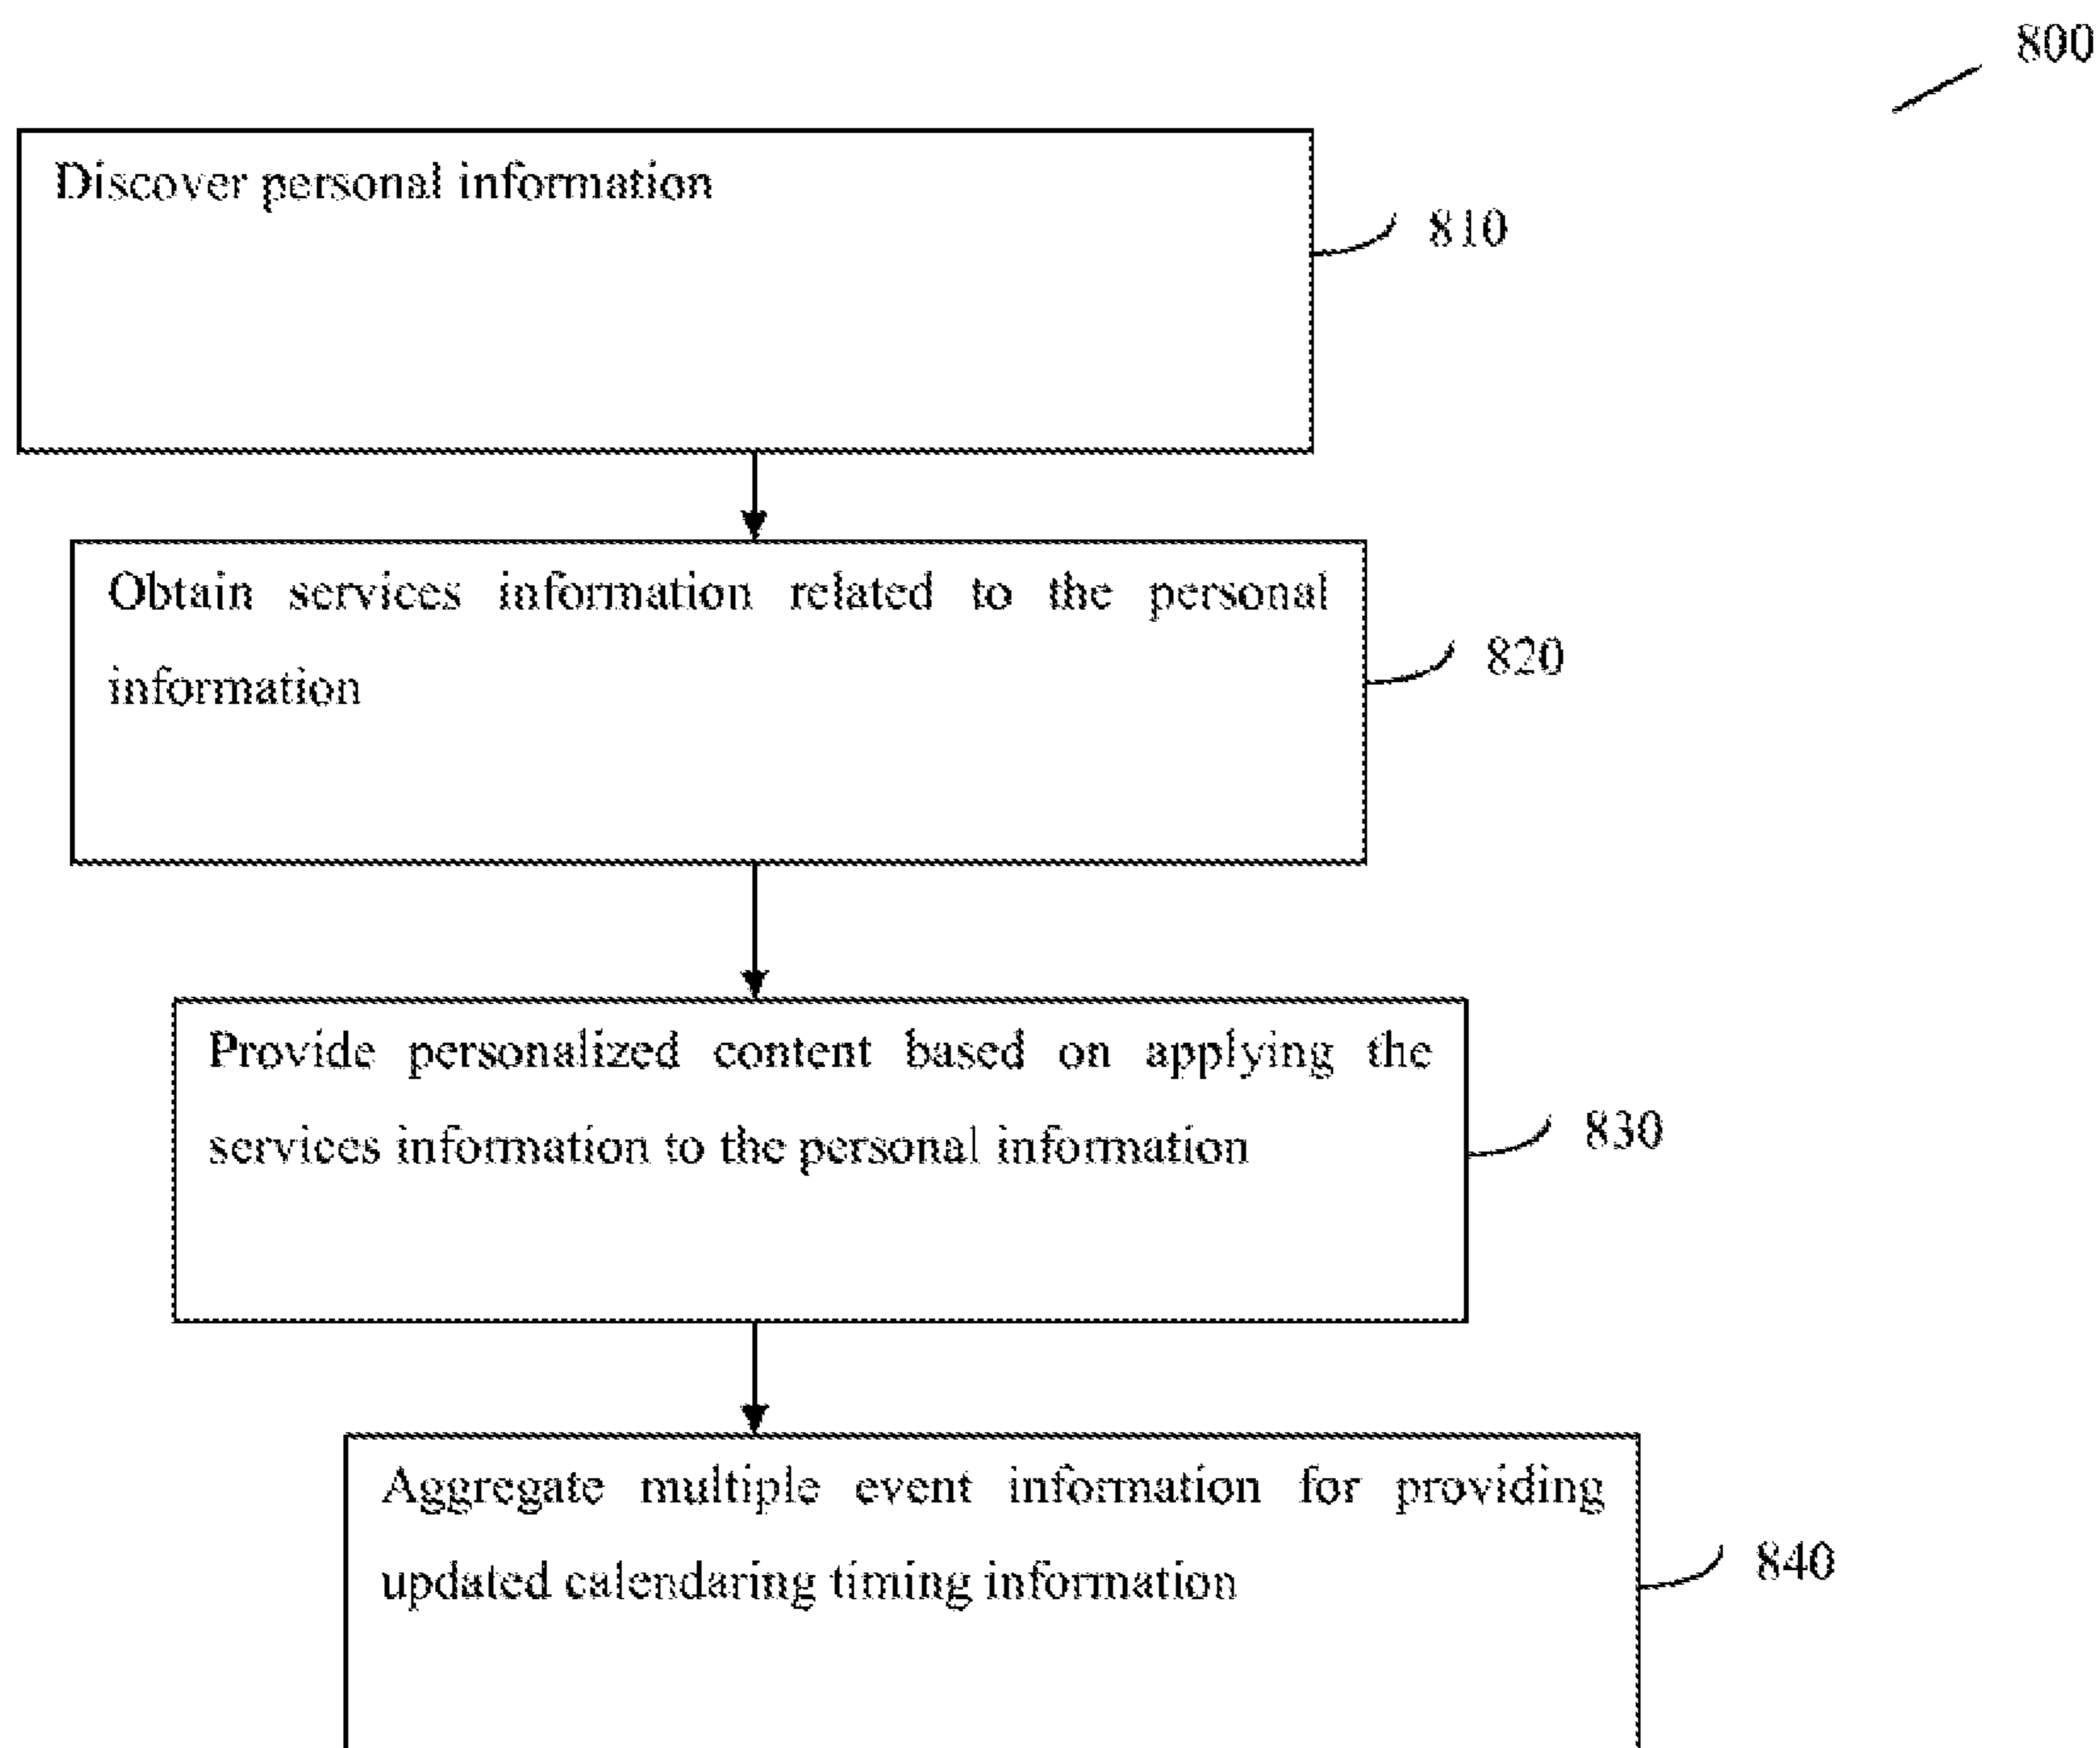 800
Discover personal information
810
Obtain services information related to the personal
information
820
Provide personalized content based on applying the
services information to the personal information
830
Aggregate multiple event information for providing
updated calendaring timing information
840